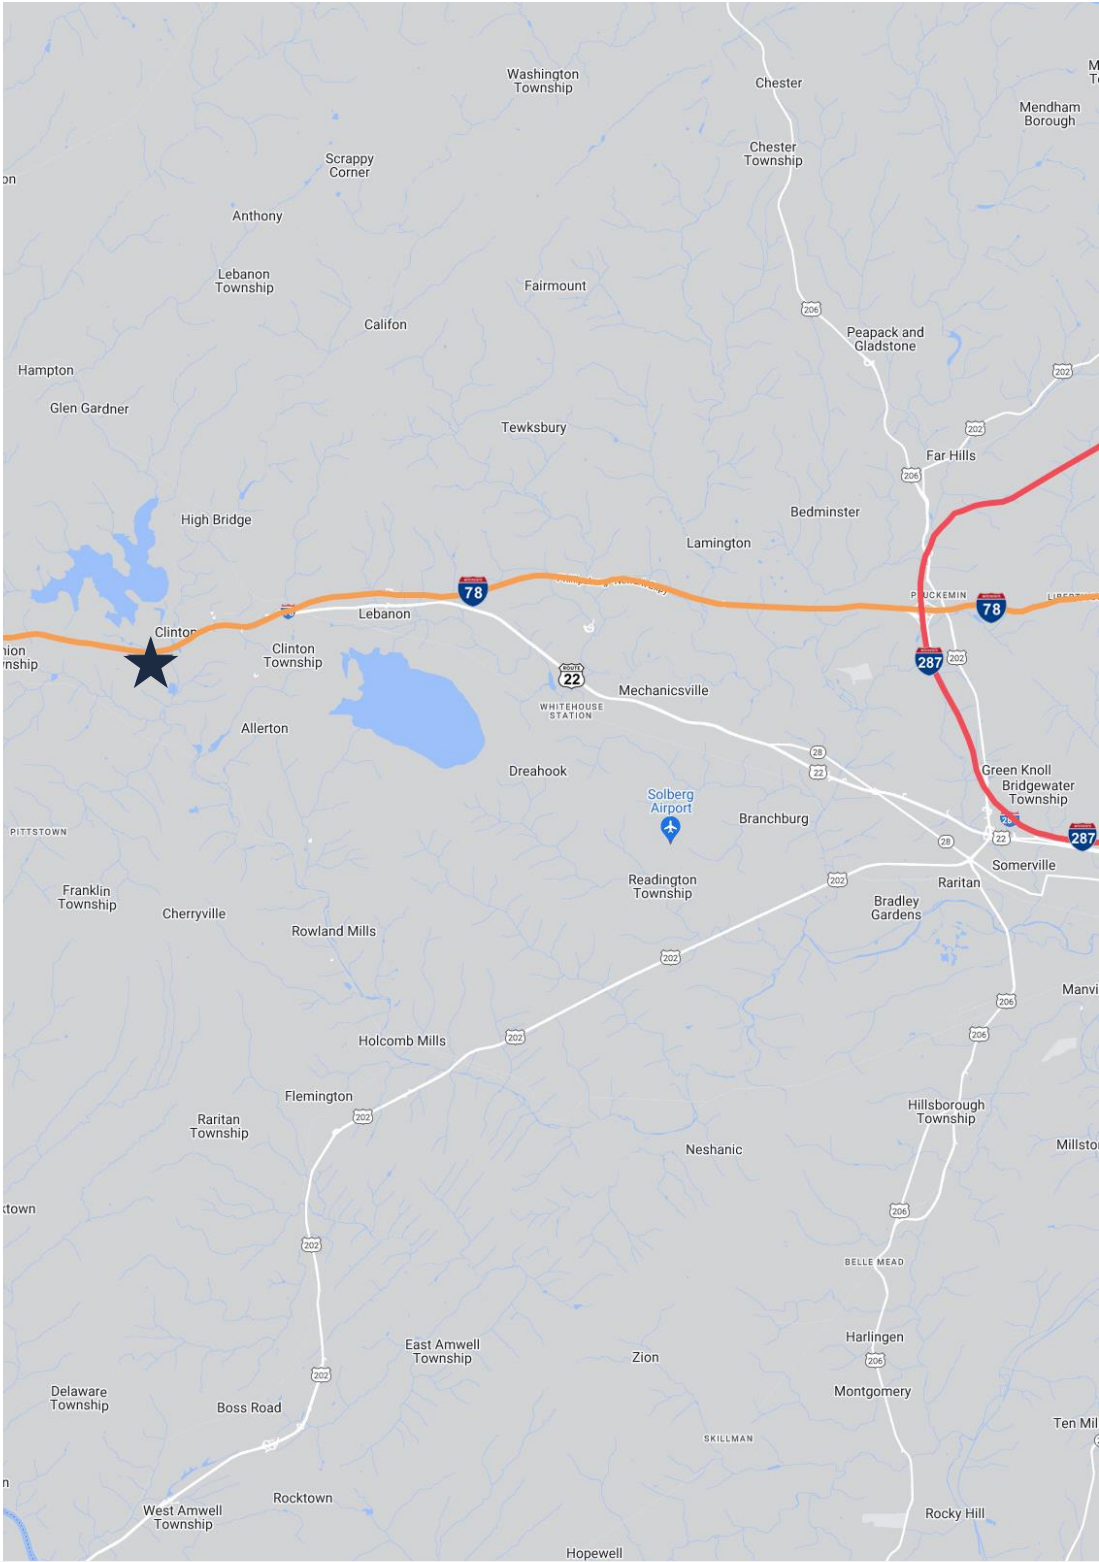 Washington
Township
Chester
Mendham
Borough
Chester
Township
Scrappy
Corner
on
Anthony
Lebanon
Township
Fairmount
206
Califon
Peapack and
Gladstone
Hampton
202
Glen Gardner
Tewksbury
202
Far Hills
206
High Bridge
Bedminster
Lamington
78
PLUCKEMIN
78
Lebanon
Clinton
nion
wnship
Clinton
Township
287
202
ROUTE
22
Mechanicsville
WHITEHOUSE
STATION
Allerton
28
22
Dreahook
Green Knoll
Bridgewater
Township
Solberg
Airport
Branchburg
PITTSTOWN
22
287
28
Somerville
Readington
Township
202
Raritan
Franklin
Township
Cherryville
Bradley
Gardens
Rowland Mills
202
Manvi
206
206
Holcomb Mills
202
Flemington
202
Raritan
Township
Hillsborough
Township
Neshanic
Millsto
ktown
206
202
BELLE MEAD
Harlingen
East Amwell
Township
Zion
206
202
Montgomery
Delaware
Township
Boss Road
Ten Mil
SKILLMAN
n
Rocktown
West Amwell
Township
Rocky Hill
Hopewell